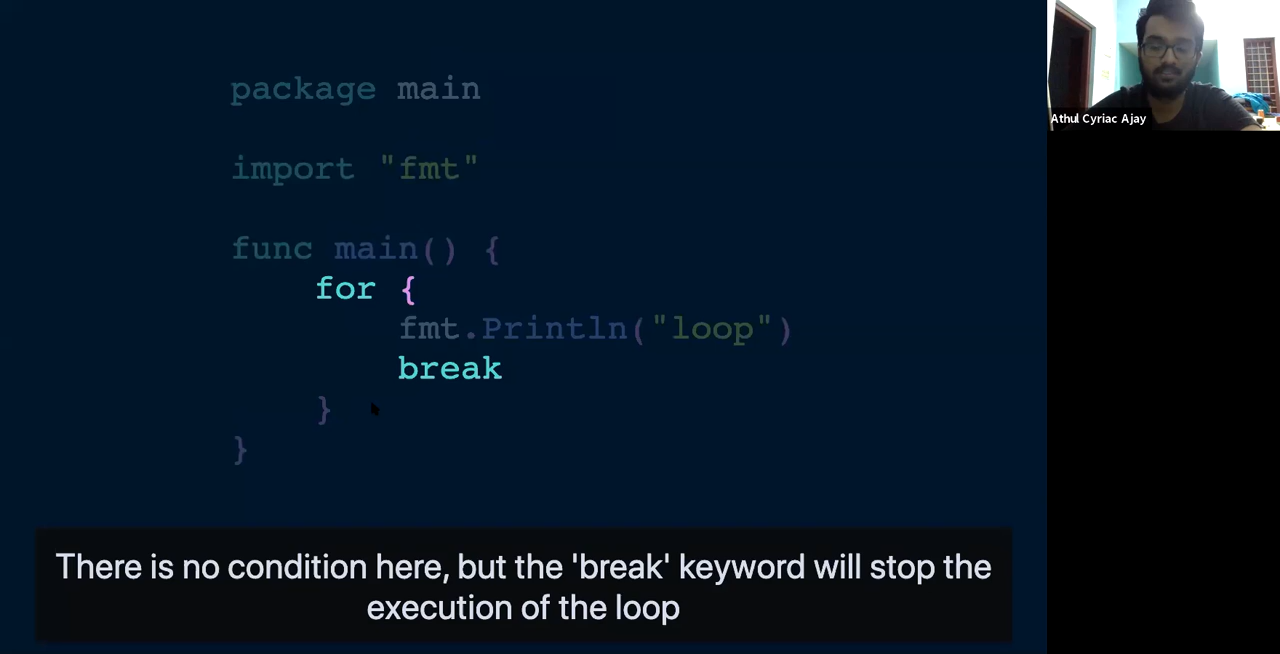 package main
import "fmt"
func main() {
for {
fmt.Println("loop")
break
}
}
There is no condition here, but the 'break' keyword will stop the
execution of the loop
Athul Cyriac Ajay